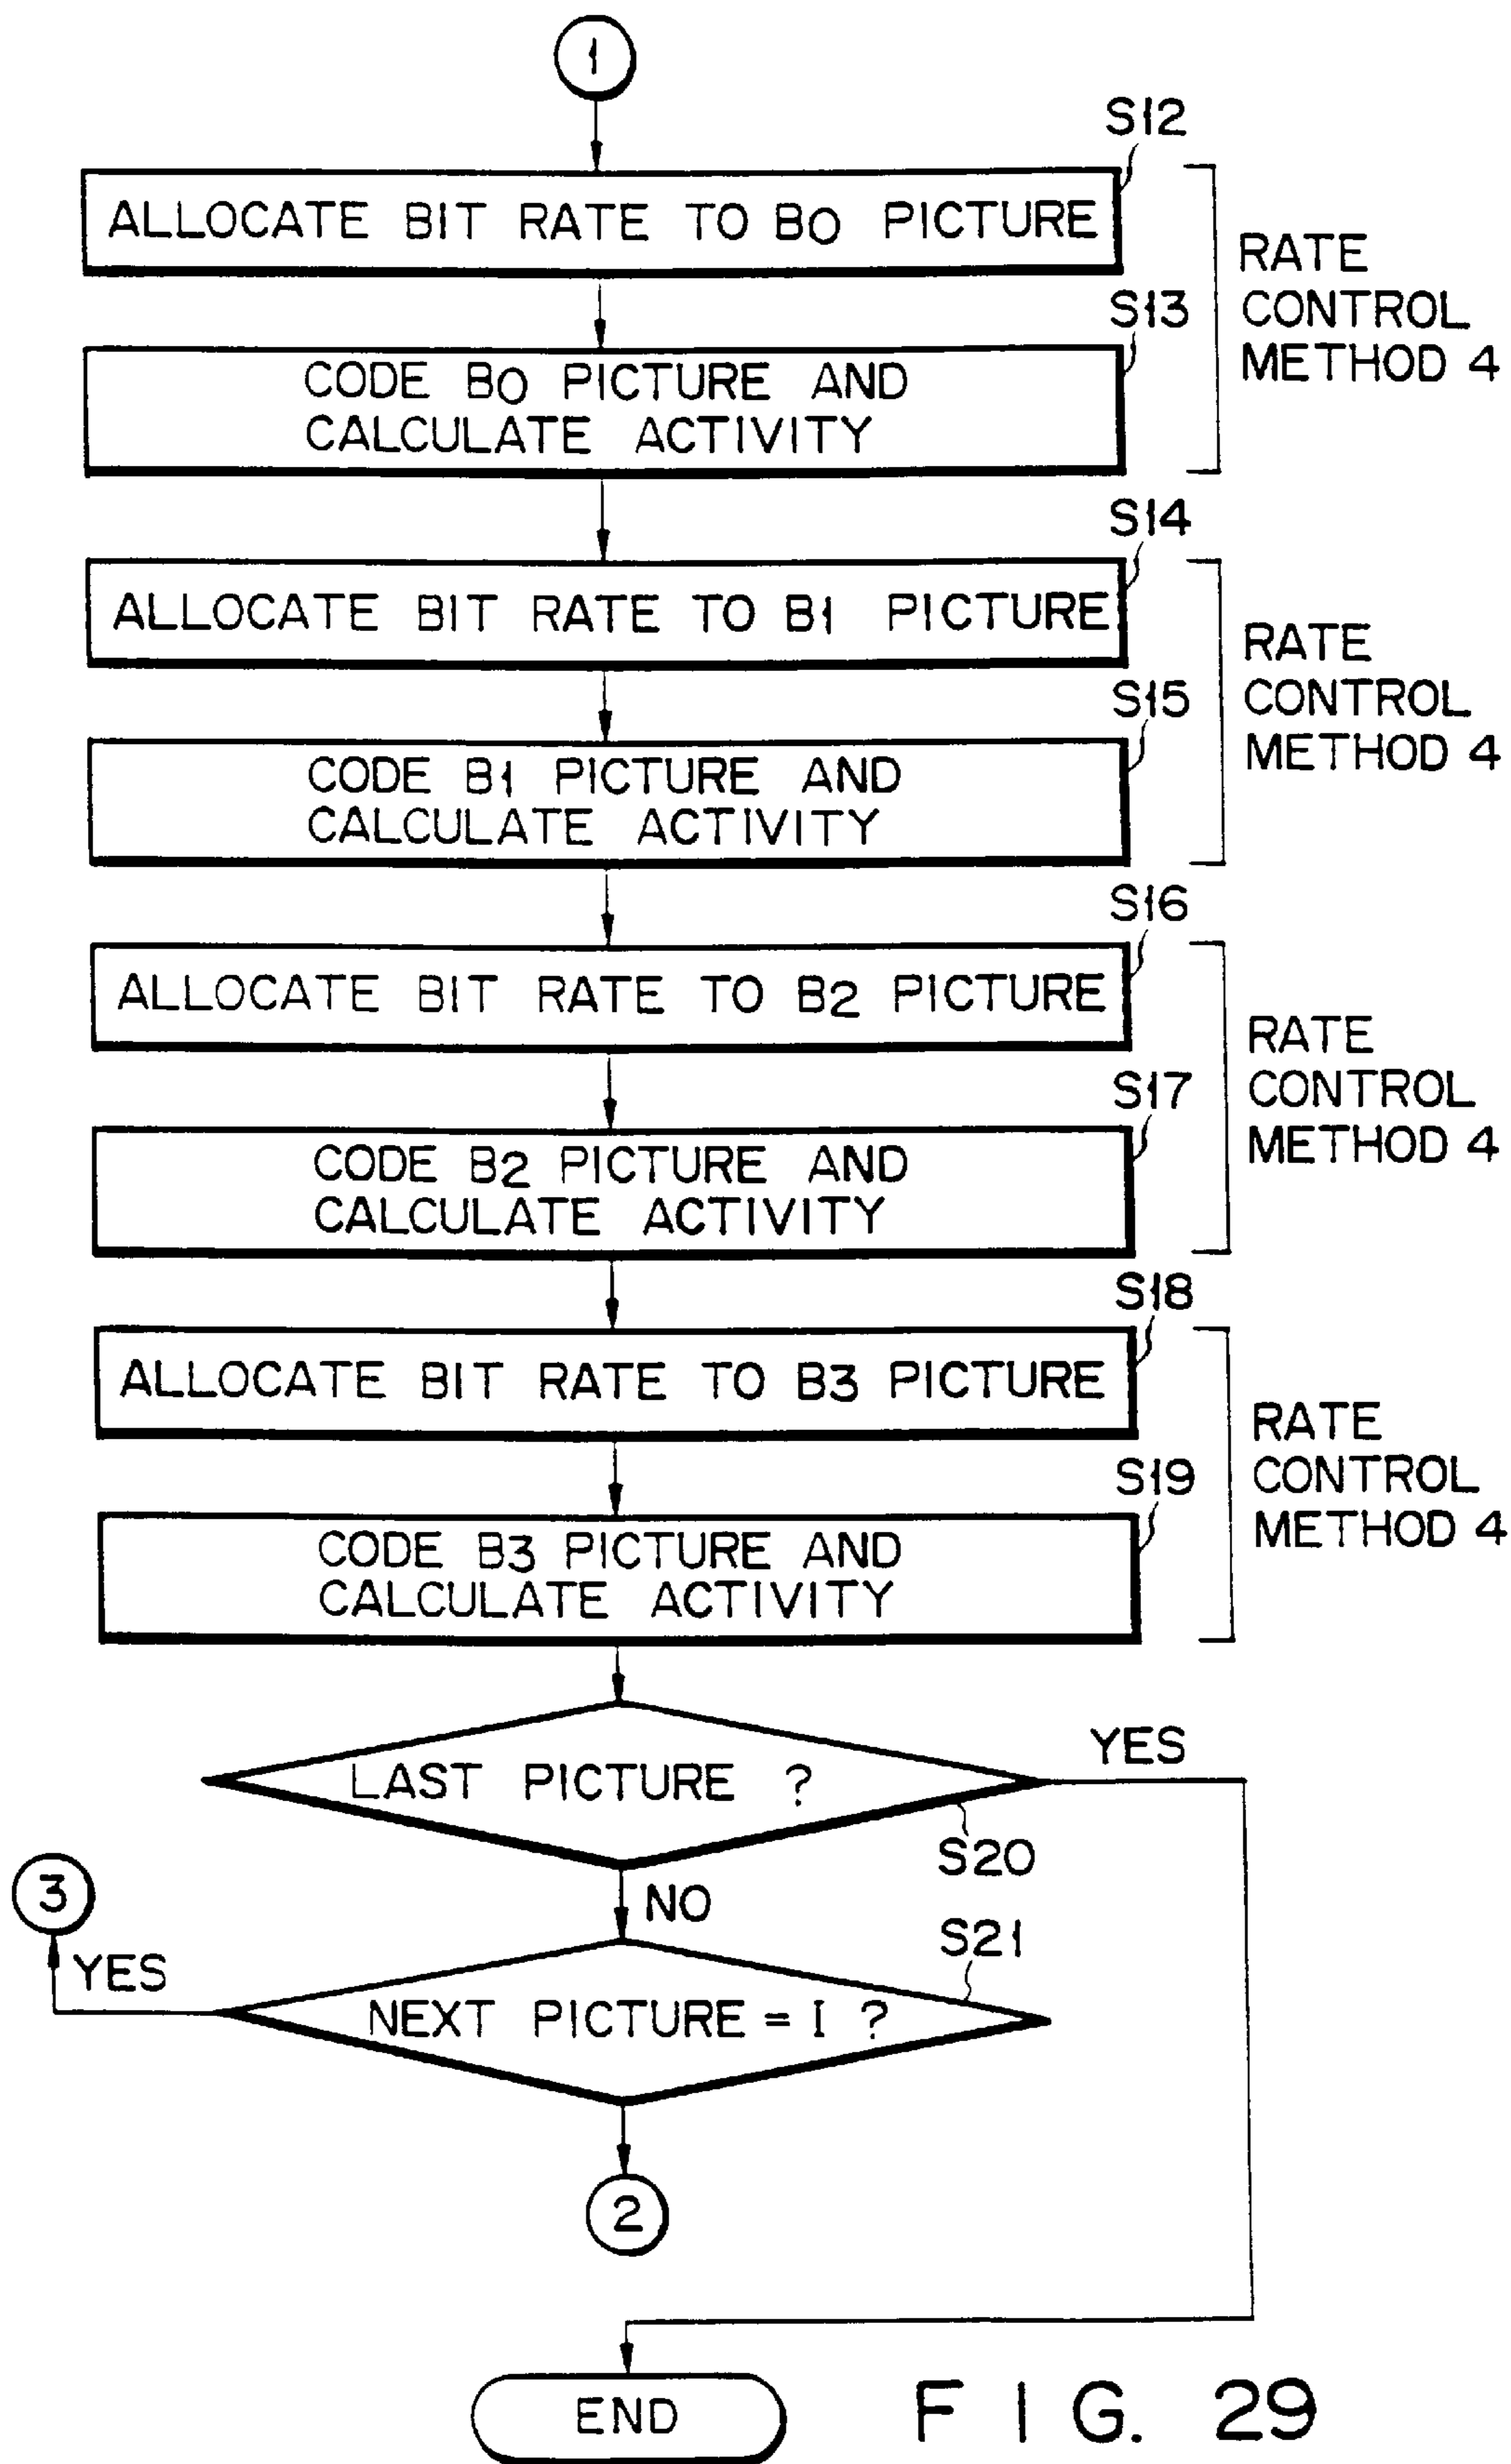 1
S12
ALLOCATE BIT RATE TO B0 PICTURE
RATE
CONTROL
METHOD 4
S13
CODE B0 PICTURE AND
CALCULATE ACTIVITY
S14
ALLOCATE BIT RATE TO B1 PICTURE
RATE
CONTROL
METHOD 4
S15
CODE B1 PICTURE AND
CALCULATE ACTIVITY
S16
ALLOCATE BIT RATE TO B2 PICTURE
RATE
CONTROL
METHOD 4
S17
CODE B2 PICTURE AND
CALCULATE ACTIVITY
S18
ALLOCATE BIT RATE TO B3 PICTURE
RATE
CONTROL
METHOD 4
S19
CODE B3 PICTURE AND
CALCULATE ACTIVITY
LAST PICTURE ?
YES
S20
3
NO
S21
YES
NEXT PICTURE = I ?
2
END
FIG. 29